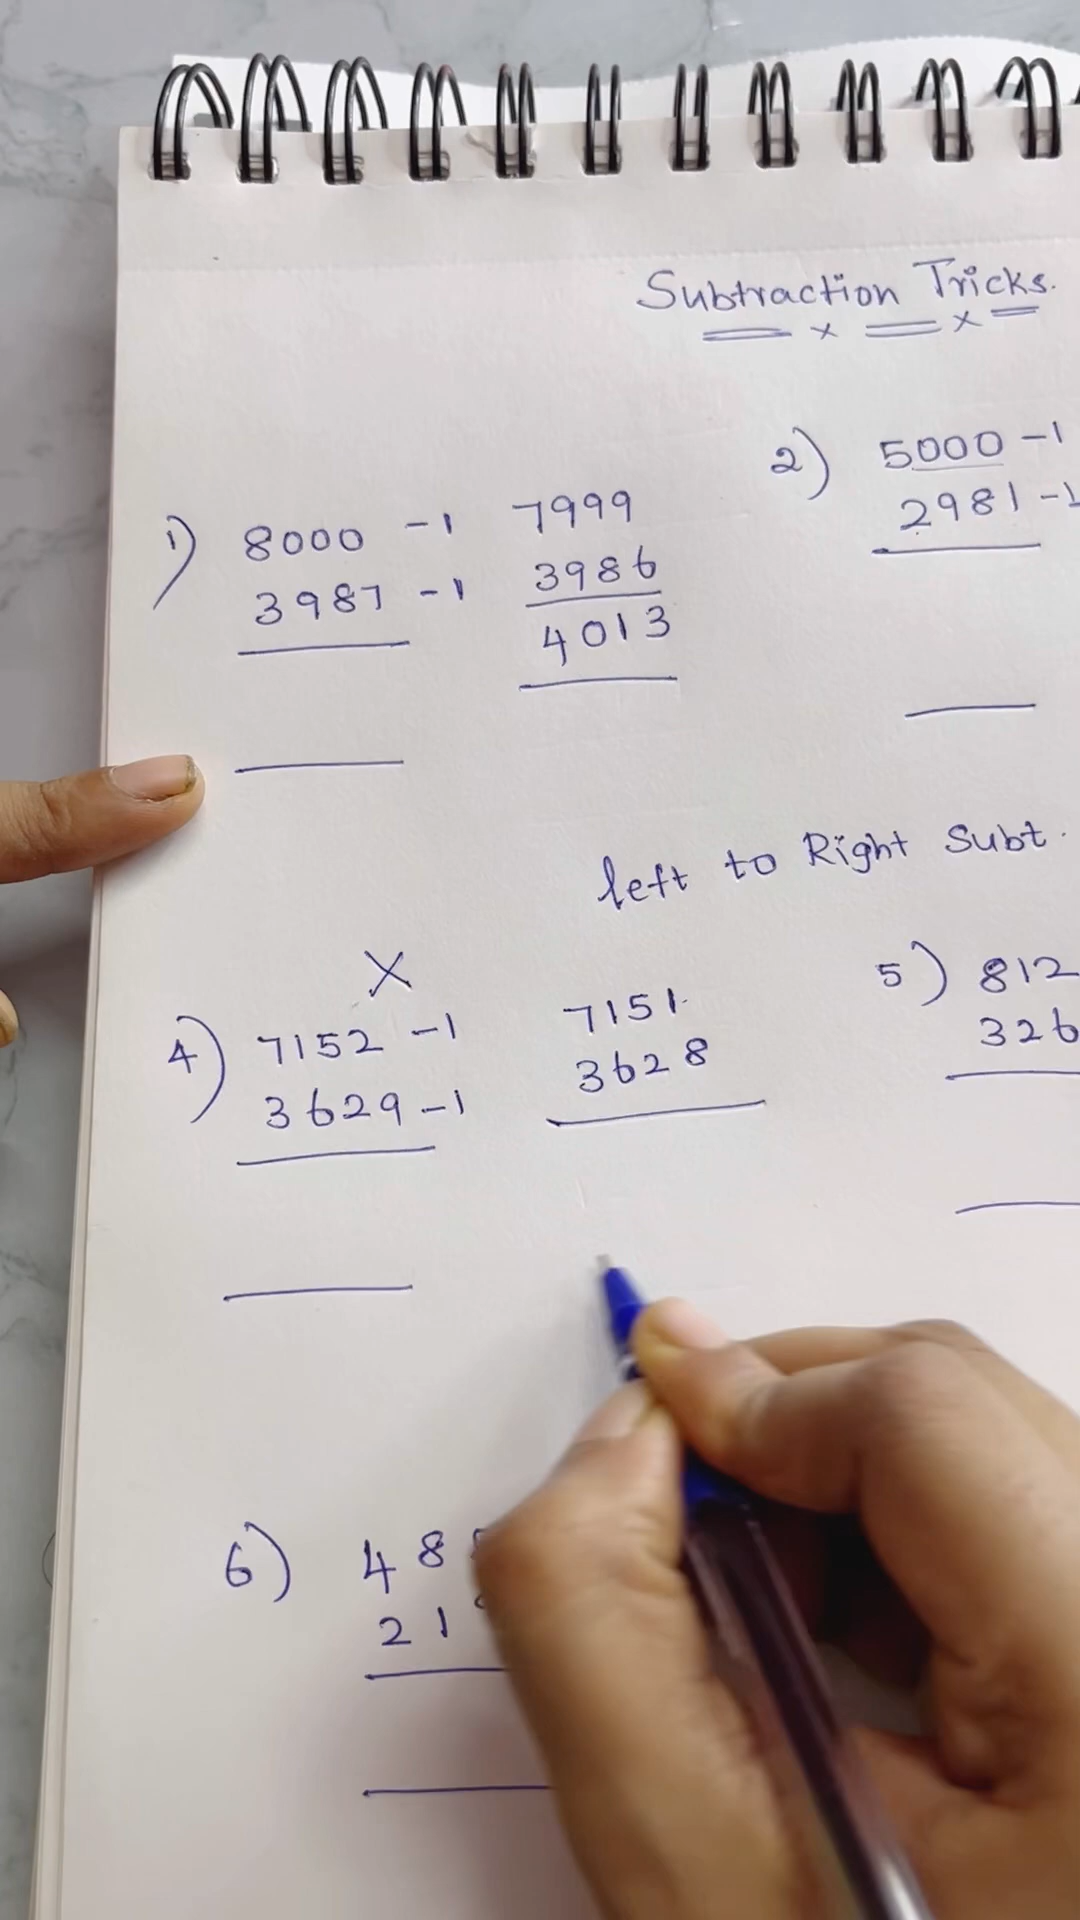 Subtraction Tricks.
1) 8000 -1 7999
3987 -1 3986
4013
2) 5000 -1
2981 -1
left to Right Subt.
X
4) 7152 -1 7151
3629 -1 3628
5) 812
326
6) 48
21